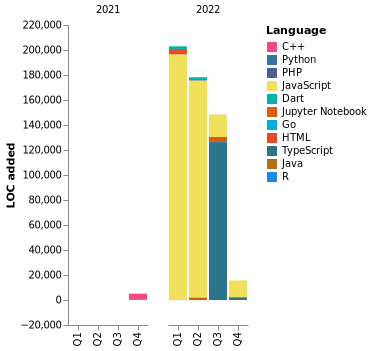 2021
2022
LOC added
220,000
200,000
180,000
160,000
140,000
120,000
100,000
80,000
60,000
40,000
20,000
0
−20,000
Q1
Q2
Q3
Q4
Q1
Q2
Q3
Q4
Language
C++
Python
PHP
JavaScript
Dart
Jupyter Notebook
Go
HTML
TypeScript
Java
R